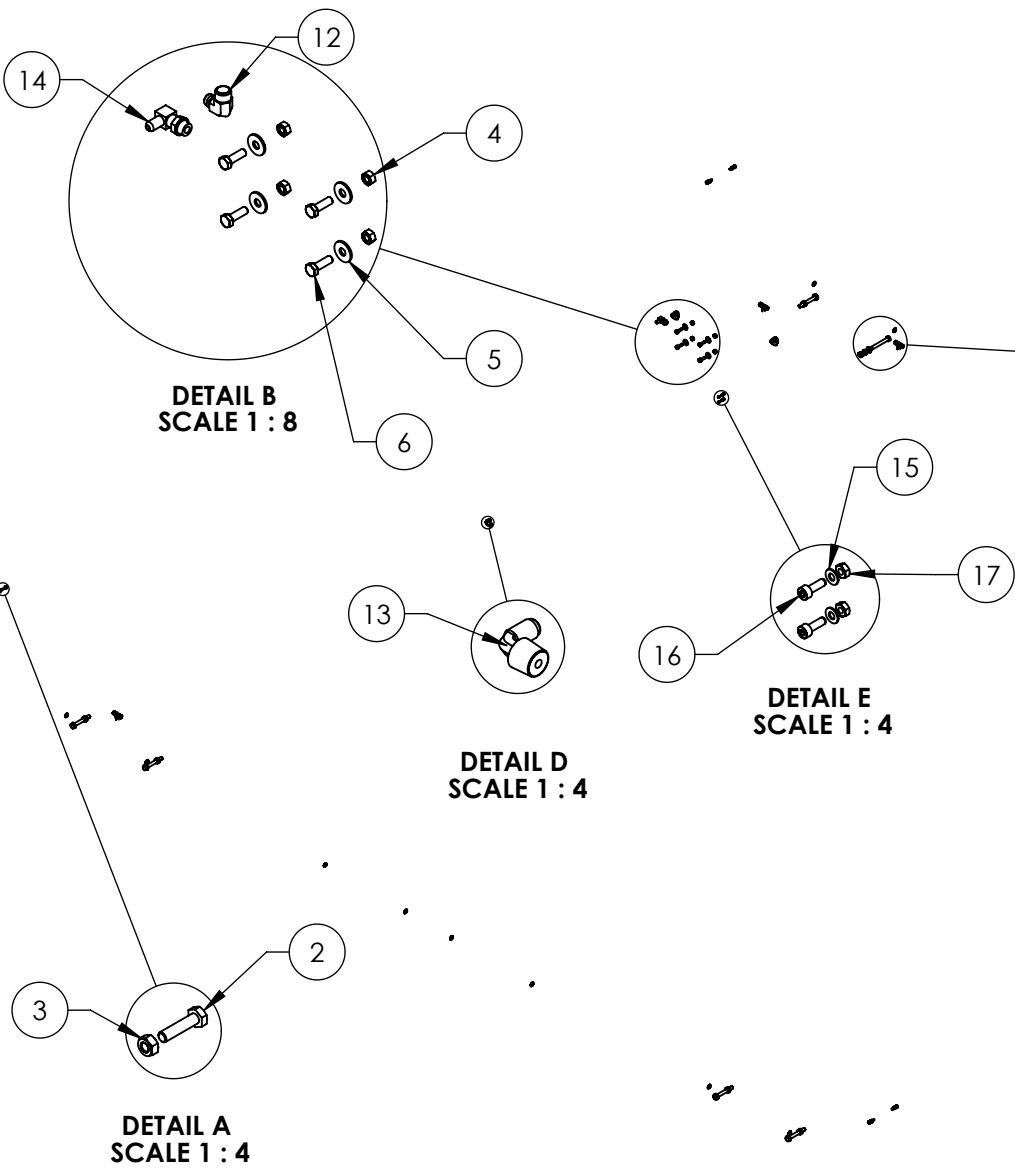 12
14
4
5
DETAIL B
SCALE 1 : 8
6
15
17
13
16
DETAIL E
SCALE 1 : 4
DETAIL D
SCALE 1 : 4
2
3
DETAIL A
SCALE 1 : 4